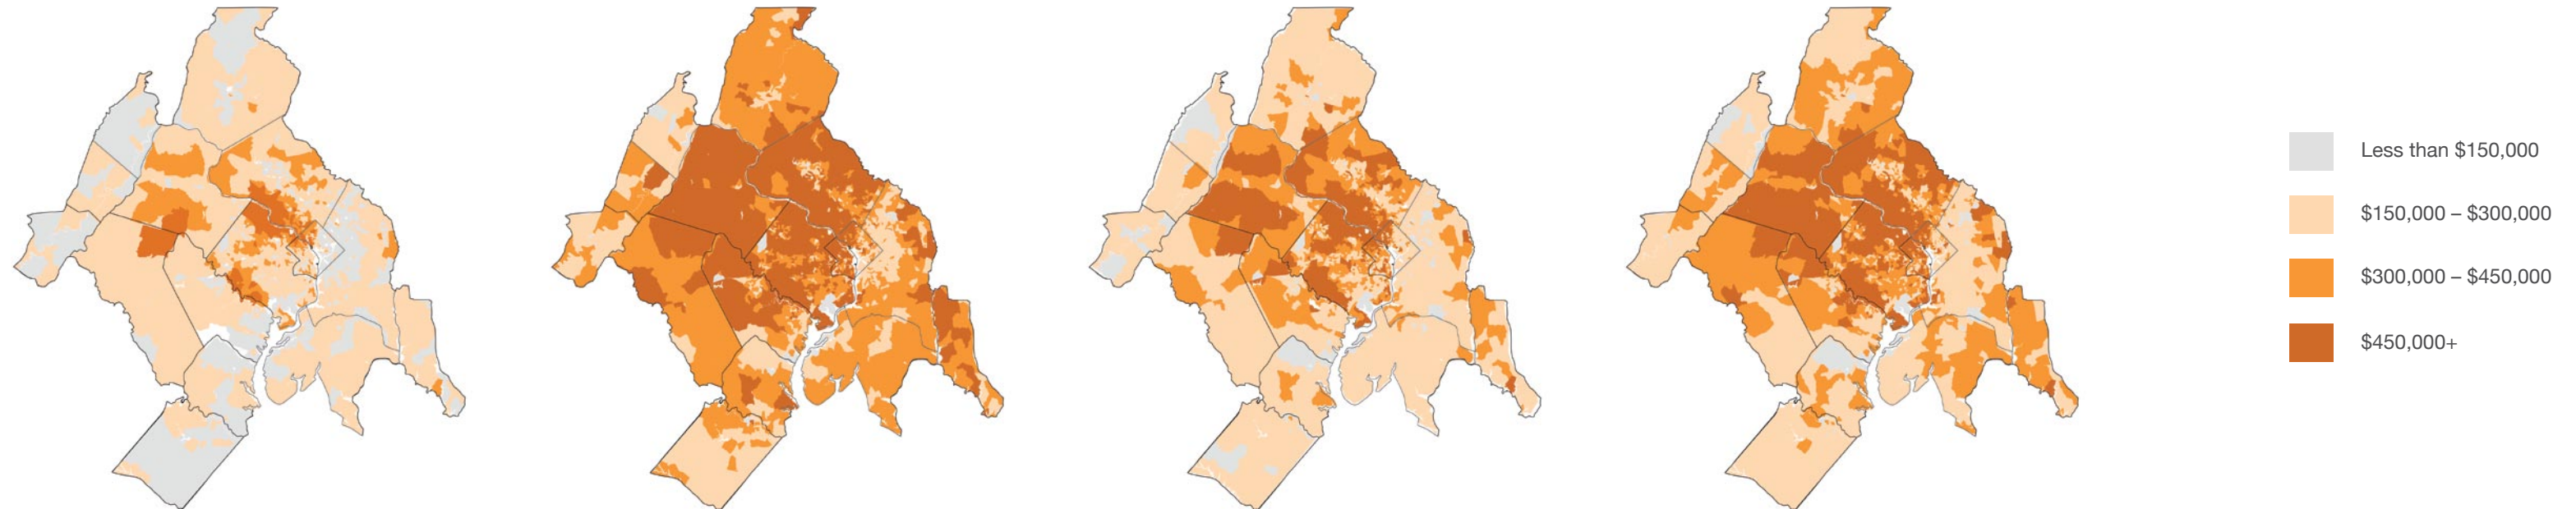 Less than $150,000
$150,000 – $300,000
$300,000 – $450,000
$450,000+